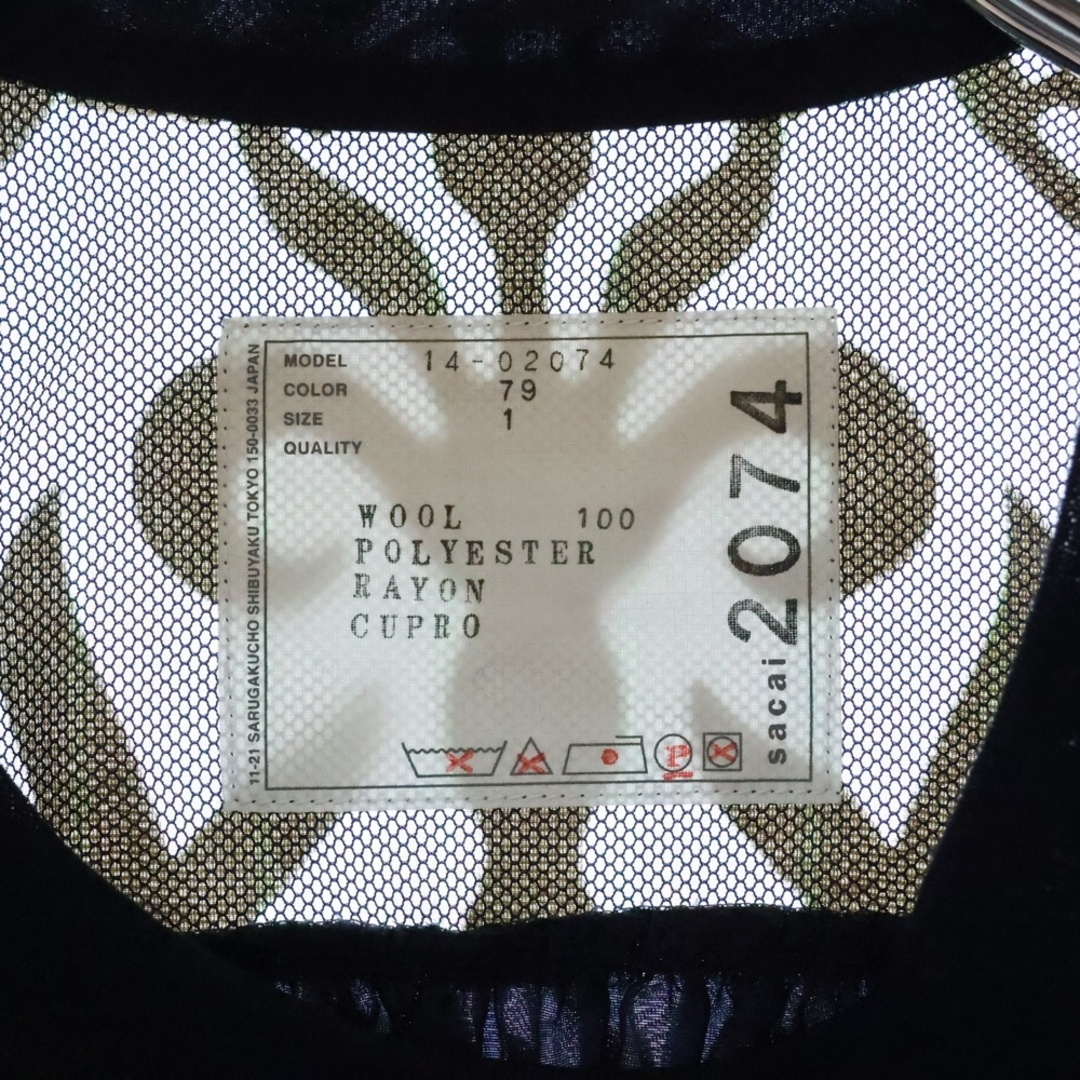 11-21 SARUGAKUCHO SHIBUYAKU TOKYO 150-0033 JAPAN
MODEL 14-02074
COLOR 79
SIZE 1
QUALITY
WOOL 100
POLYESTER
RAYON
CUPRO
P
sacai 2074